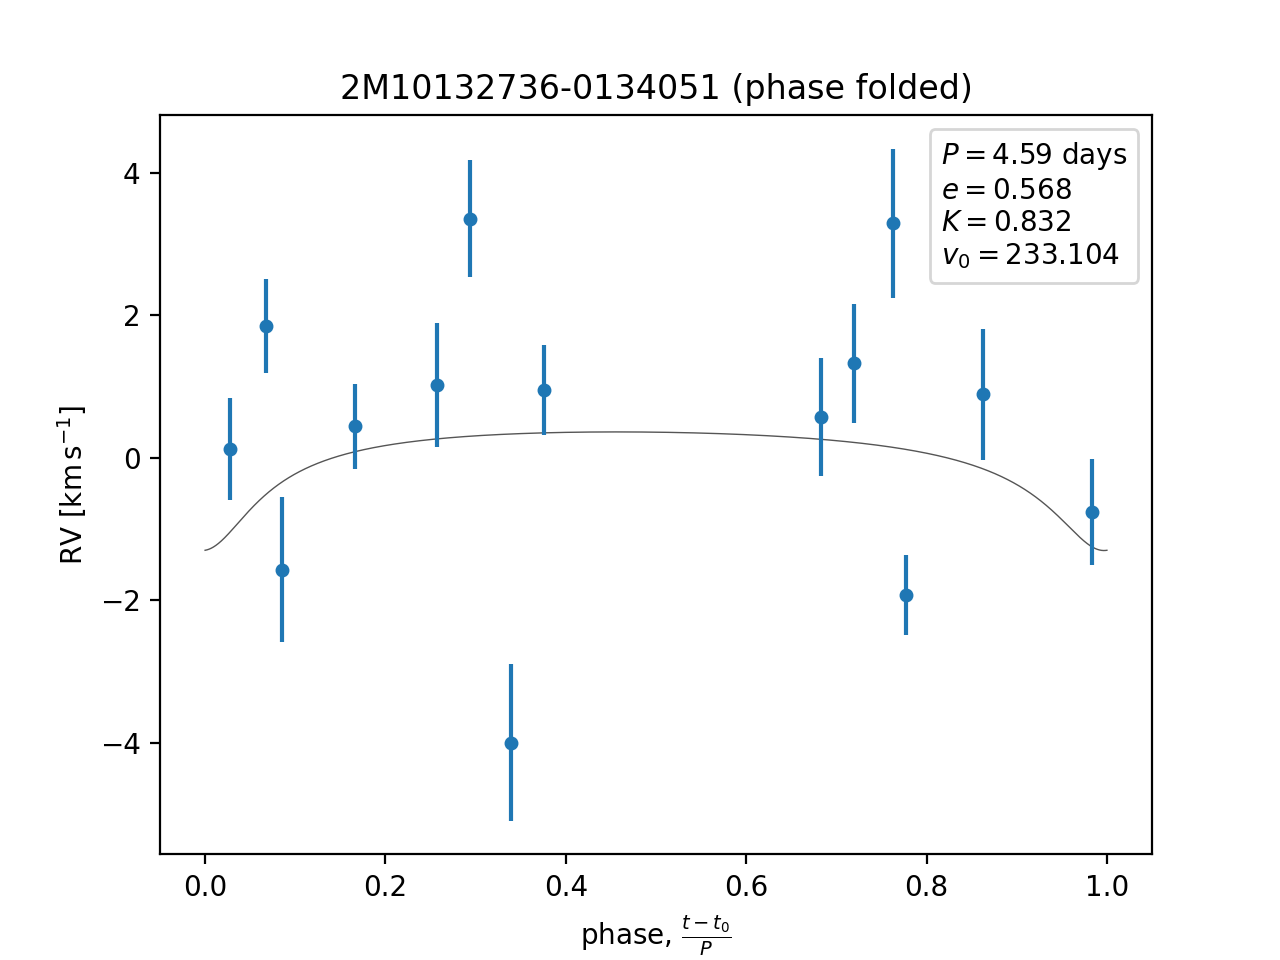 2M10132736-0134051 (phase folded)
P = 4.59 days
e = 0.568
K = 0.832
v₀ = 233.104
RV [km s⁻¹]
4
2
0
−2
−4
0.0 0.2 0.4 0.6 0.8 1.0
phase, (t − t₀)/P